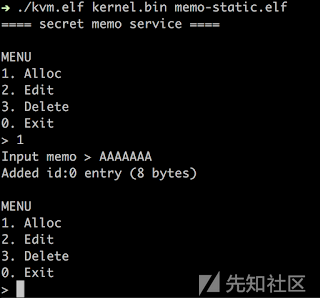 ➜ ./kvm.elf kernel.bin memo-static.elf
==== secret memo service ====
MENU
1. Alloc
2. Edit
3. Delete
0. Exit
> 1
Input memo > AAAAAAA
Added id:0 entry (8 bytes)
MENU
1. Alloc
2. Edit
3. Delete
0. Exit
>
先知社区